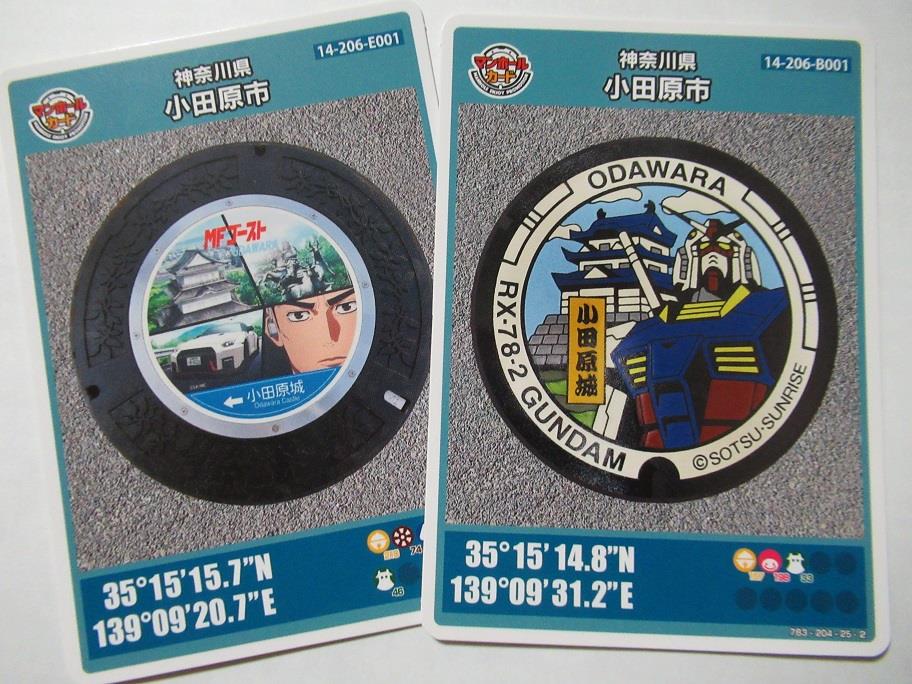 14-206-E001
マンホール
カード
神奈川県
小田原市
MFゴースト
ODAWARA
小田原城
Odawara Castle
35°15'15.7"N
139°09'20.7"E
74
46
14-206-B001
マンホール
カード
神奈川県
小田原市
ODAWARA
RX-78-2 GUNDAM
小田原城
©SOTSU・SUNRISE
35°15'14.8"N
139°09'31.2"E
33
783-204-25-2